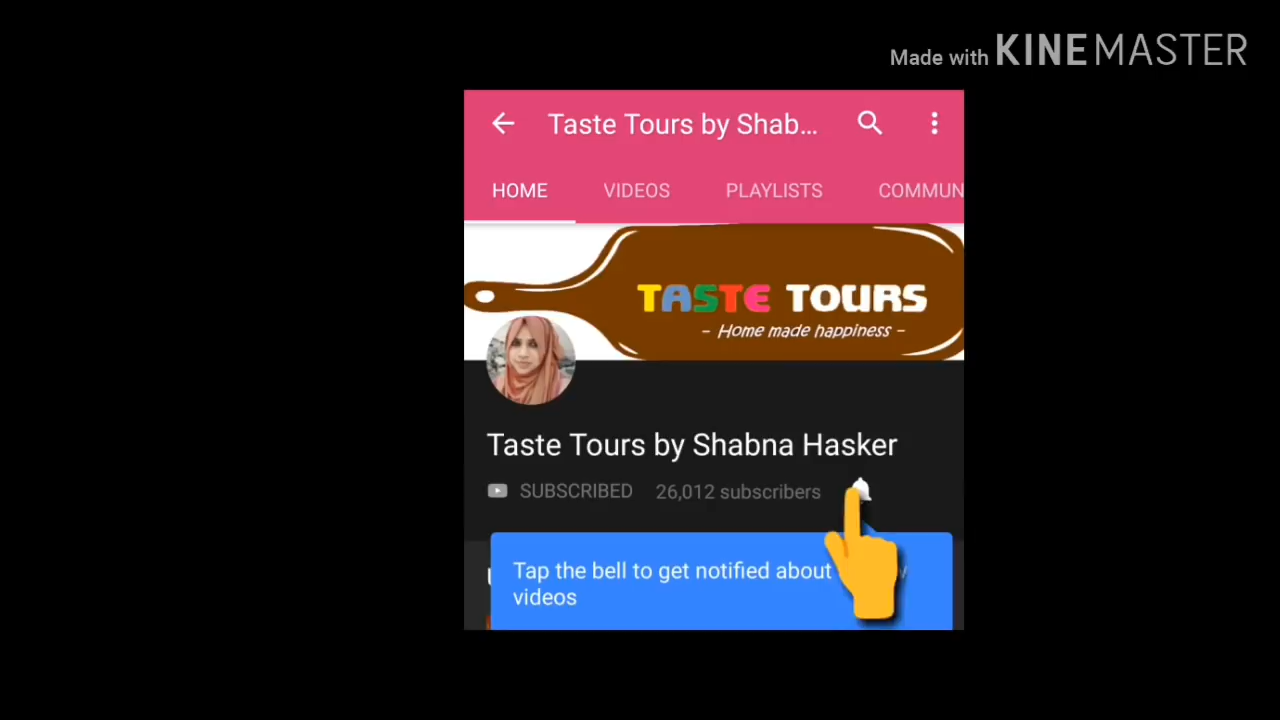 Made with KINEMASTER
Taste Tours by Shab...
HOME VIDEOS PLAYLISTS COMMUN
TASTE TOURS
- Home made happiness -
Taste Tours by Shabna Hasker
SUBSCRIBED 26,012 subscribers
Tap the bell to get notified about
videos